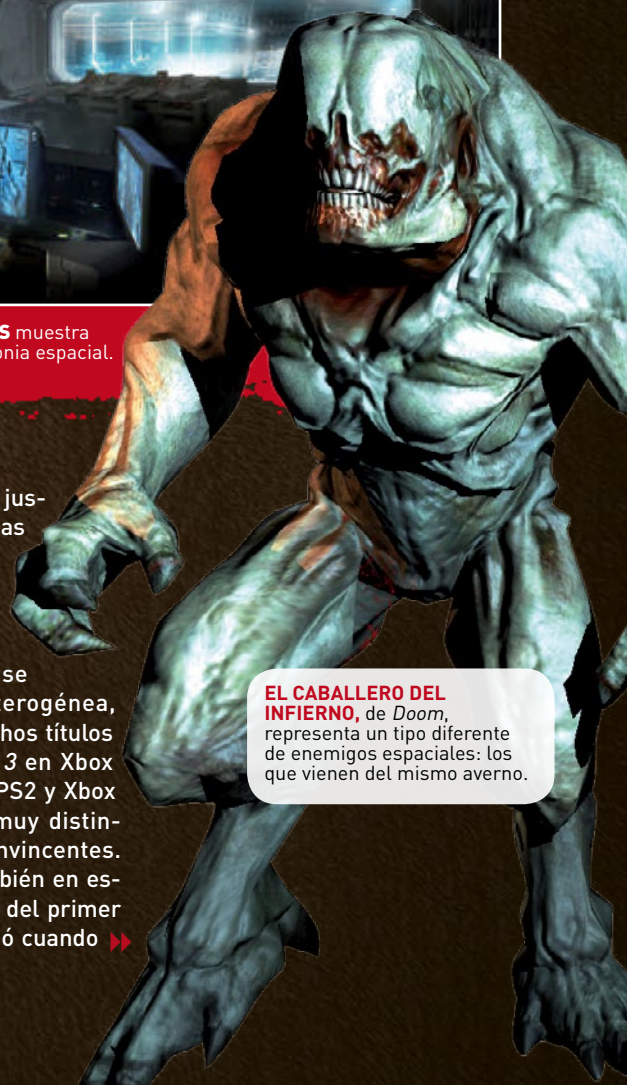 S muestra
onia espacial.
jus-
as
se
terogénea,
hos títulos
3 en Xbox
PS2 y Xbox
muy distin-
nvincentes.
bién en es-
del primer
ó cuando
EL CABALLERO DEL
INFIERNO, de Doom,
representa un tipo diferente
de enemigos espaciales: los
que vienen del mismo averno.